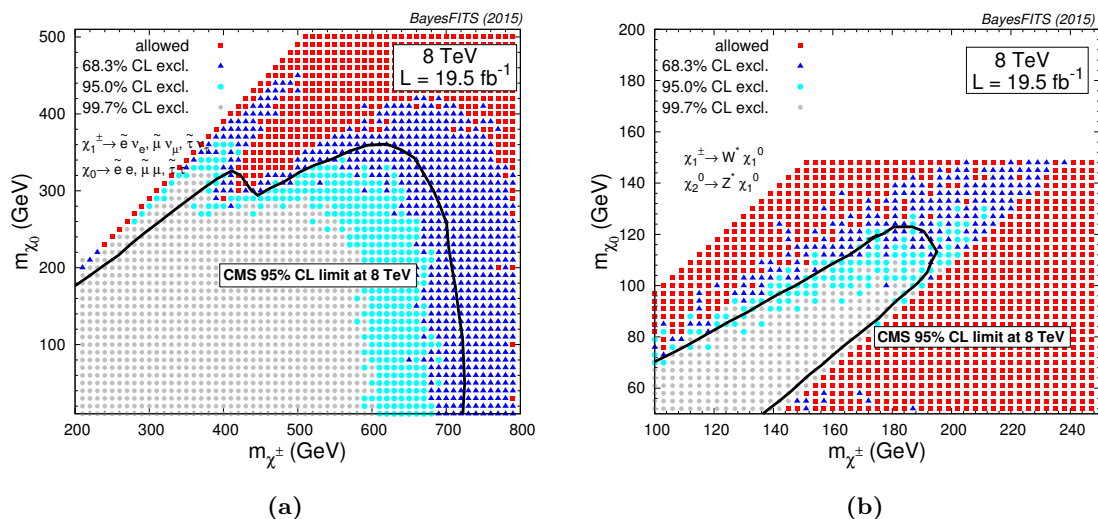 BayesFITS (2015)
500
400
300
200
100
200 300 400 500 600 700 800
m_χ₀ (GeV)
m_χ^± (GeV)
allowed
68.3% CL excl.
95.0% CL excl.
99.7% CL excl.
8 TeV
L = 19.5 fb⁻¹
χ₁^± → ẽ ν_e, μ̃ ν_μ, τ̃ ν
χ₀ → ẽ e, μ̃ μ, τ̃ τ
CMS 95% CL limit at 8 TeV
(a)
BayesFITS (2015)
200
180
160
140
120
100
80
60
100 120 140 160 180 200 220 240
m_χ₀ (GeV)
m_χ^± (GeV)
allowed
68.3% CL excl.
95.0% CL excl.
99.7% CL excl.
8 TeV
L = 19.5 fb⁻¹
χ₁^± → W* χ₁⁰
χ₂⁰ → Z* χ₁⁰
CMS 95% CL limit at 8 TeV
(b)